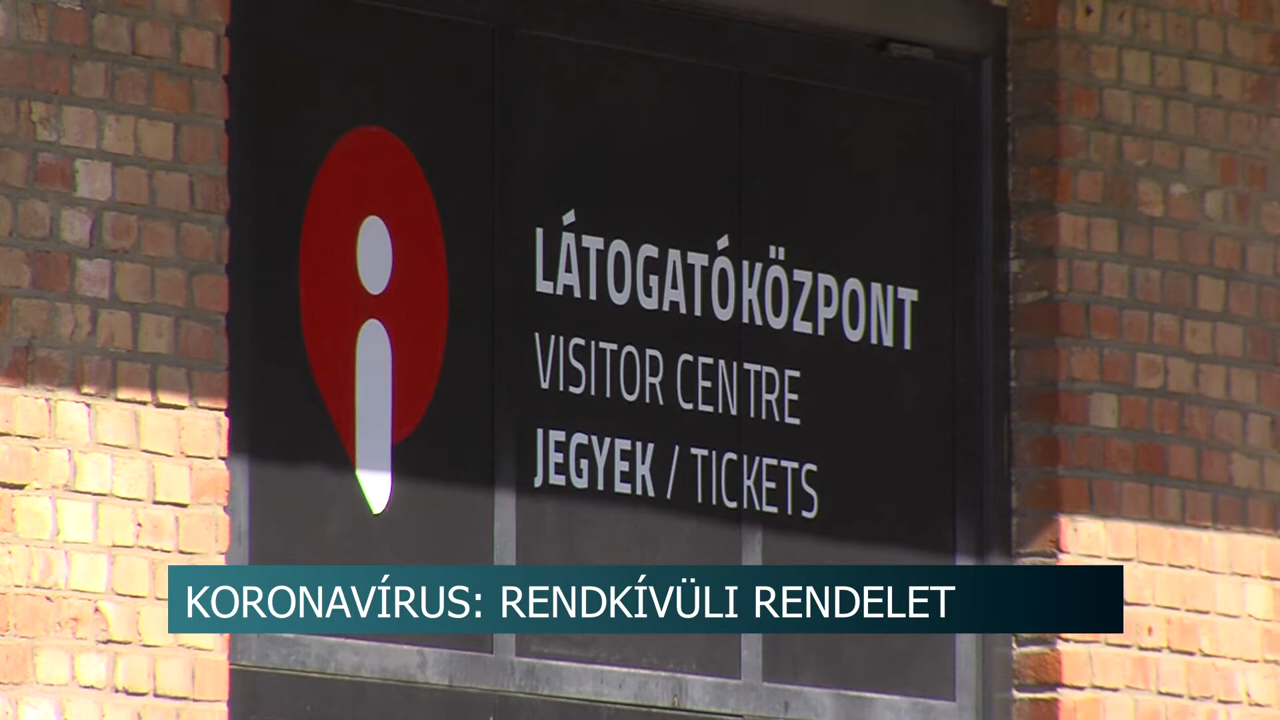 LÁTOGATÓKÖZPONT
VISITOR CENTRE
JEGYEK / TICKETS
KORONAVÍRUS: RENDKÍVÜLI RENDELET